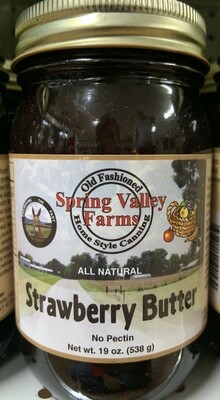 Old Fashioned
Spring Valley
Farms
Home Style Canning
ALL NATURAL
Strawberry Butter
No Pectin
Net wt. 19 oz. (538 g)